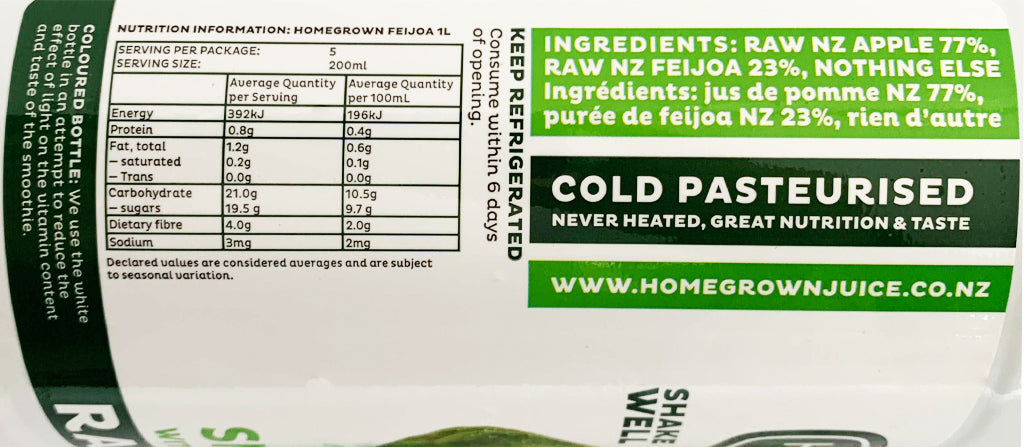 COLOURED BOTTLE: We use the white
bottle in an attempt to reduce the
effect of light on the vitamin content
and taste of the smoothie.
NUTRITION INFORMATION: HOMEGROWN FEIJOA 1L
SERVING PER PACKAGE: 5
SERVING SIZE: 200ml
Average Quantity per Serving Average Quantity per 100mL
Energy 392kJ 196kJ
Protein 0.8g 0.4g
Fat, total 1.2g 0.6g
– saturated 0.2g 0.1g
– Trans 0.0g 0.0g
Carbohydrate 21.0g 10.5g
– sugars 19.5 g 9.7 g
Dietary fibre 4.0g 2.0g
Sodium 3mg 2mg
Declared values are considered averages and are subject
to seasonal variation.
KEEP REFRIGERATED
Consume within 6 days
of opening.
INGREDIENTS: RAW NZ APPLE 77%,
RAW NZ FEIJOA 23%, NOTHING ELSE
Ingrédients: jus de pomme NZ 77%,
purée de feijoa NZ 23%, rien d'autre
COLD PASTEURISED
NEVER HEATED, GREAT NUTRITION & TASTE
WWW.HOMEGROWNJUICE.CO.NZ
SHAKE
WELL